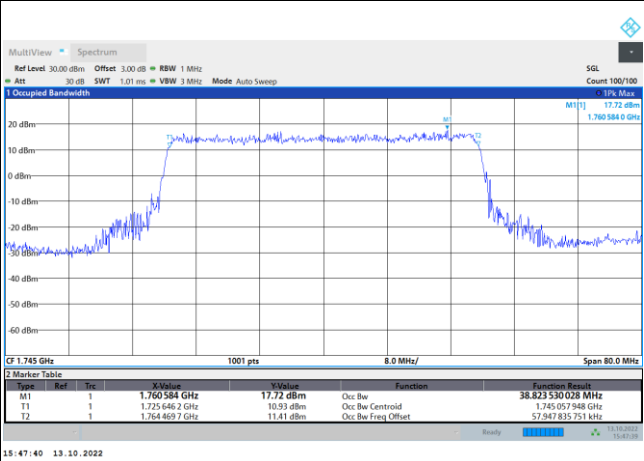 MultiView Spectrum
Ref Level 30.00 dBm Offset 3.00 dB RBW 1 MHz SGL
Att 30 dB SWT 1.01 ms VBW 3 MHz Mode Auto Sweep Count 100/100
1 Occupied Bandwidth 1Pk Max
M1[1] 17.72 dBm
1.760 584 0 GHz
M1
T1 T2
20 dBm
10 dBm
0 dBm
-10 dBm
-20 dBm
-30 dBm
-40 dBm
-50 dBm
-60 dBm
CF 1.745 GHz 1001 pts 8.0 MHz/ Span 80.0 MHz
2 Marker Table
Type Ref Trc X-Value Y-Value Function Function Result
M1 1 1.760 584 GHz 17.72 dBm Occ Bw 38.823 530 028 MHz
T1 1 1.725 646 2 GHz 10.93 dBm Occ Bw Centroid 1.745 057 948 GHz
T2 1 1.764 469 7 GHz 11.41 dBm Occ Bw Freq Offset 57.947 835 751 kHz
Ready 13.10.2022
15:47:39
15:47:40 13.10.2022